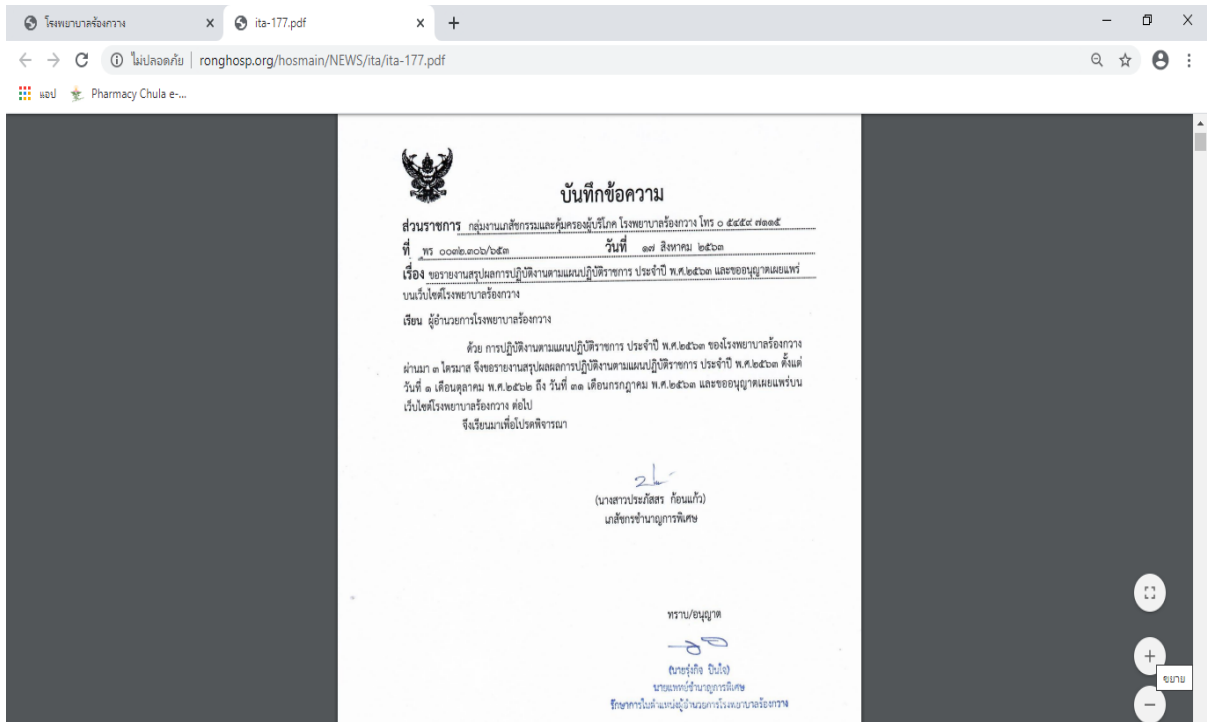 โรงพยาบาลร้องกวาง
ita-177.pdf
ไม่ปลอดภัย | ronghosp.org/hosmain/NEWS/ita/ita-177.pdf
แอป Pharmacy Chula e-...
บันทึกข้อความ
ส่วนราชการ กลุ่มงานเภสัชกรรมและคุ้มครองผู้บริโภค โรงพยาบาลร้องกวาง โทร ๐ ๕๔๕๙ ๗๑๑๕
ที่ พร ๐๐๓๒.๓๐๖/๖๕๓ วันที่ ๑๗ สิงหาคม ๒๕๖๓
เรื่อง ขอรายงานสรุปผลการปฏิบัติงานตามแผนปฏิบัติราชการ ประจำปี พ.ศ.๒๕๖๓ และขออนุญาตเผยแพร่
บนเว็บไซต์โรงพยาบาลร้องกวาง
เรียน ผู้อำนวยการโรงพยาบาลร้องกวาง
ด้วย การปฏิบัติงานตามแผนปฏิบัติราชการ ประจำปี พ.ศ.๒๕๖๓ ของโรงพยาบาลร้องกวาง
ผ่านมา ๓ ไตรมาส จึงขอรายงานสรุปผลผลการปฏิบัติงานตามแผนปฏิบัติราชการ ประจำปี พ.ศ.๒๕๖๓ ตั้งแต่
วันที่ ๑ เดือนตุลาคม พ.ศ.๒๕๖๒ ถึง วันที่ ๓๑ เดือนกรกฎาคม พ.ศ.๒๕๖๓ และขออนุญาตเผยแพร่บน
เว็บไซต์โรงพยาบาลร้องกวาง ต่อไป
จึงเรียนมาเพื่อโปรดพิจารณา
(นางสาวประภัสสร ก้อนแก้ว)
เภสัชกรชำนาญการพิเศษ
ทราบ/อนุญาต
(นายรุ่งกิจ ปินใจ)
นายแพทย์ชำนาญการพิเศษ
รักษาการในตำแหน่งผู้อำนวยการโรงพยาบาลร้องกวาง
ขยาย